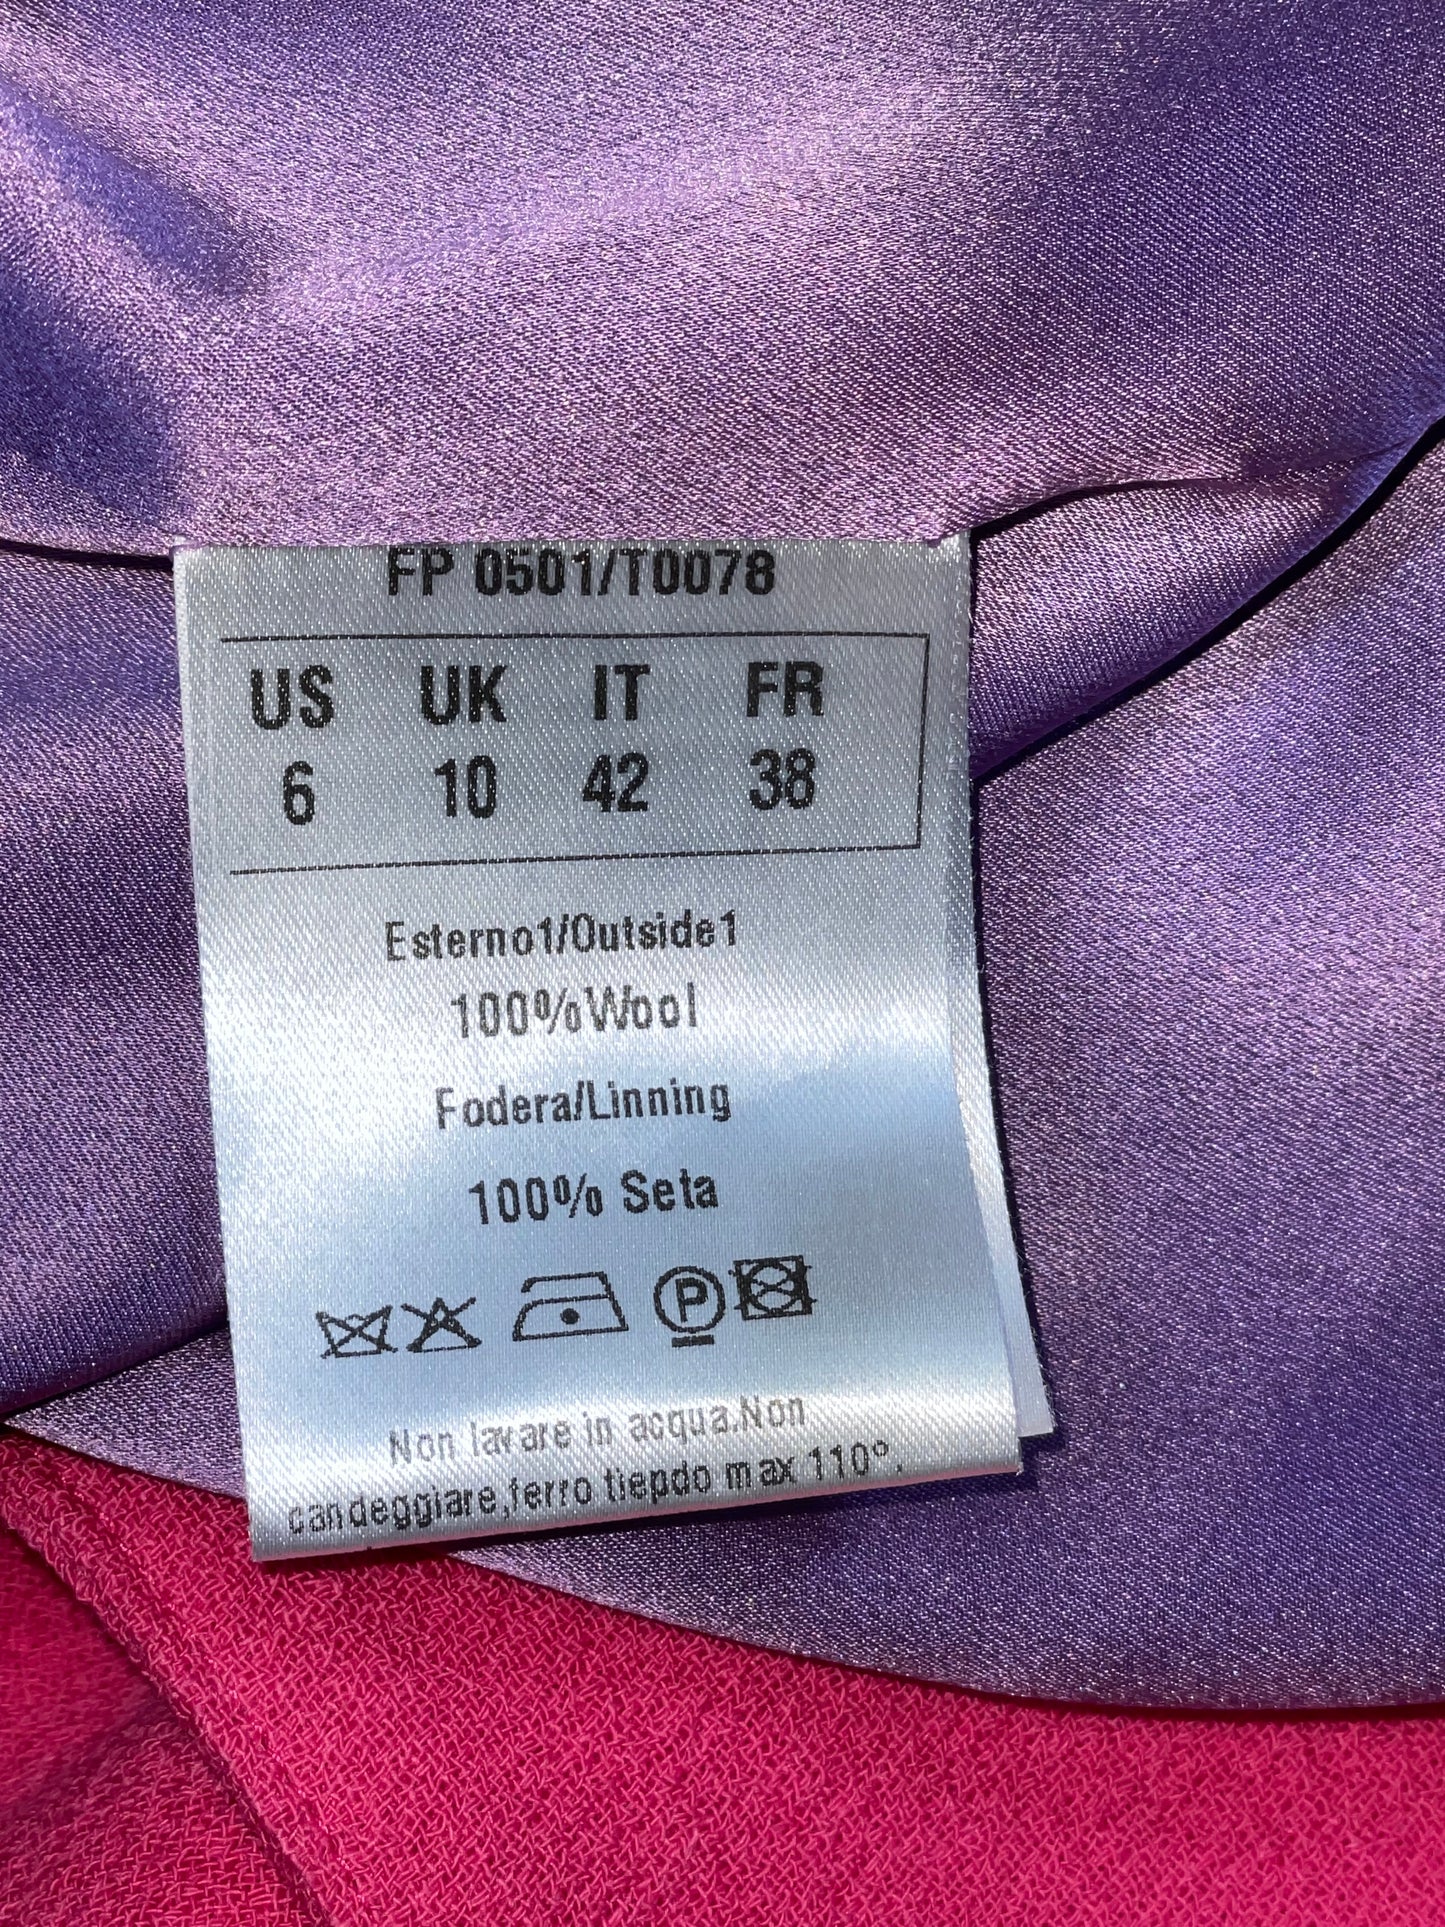 FP 0501/T0078
US UK IT FR
6 10 42 38
Esterno1/Outside1
100%Wool
Fodera/Linning
100% Seta
P
Non lavare in acqua.Non
candeggiare,ferro tiepdo max 110°.